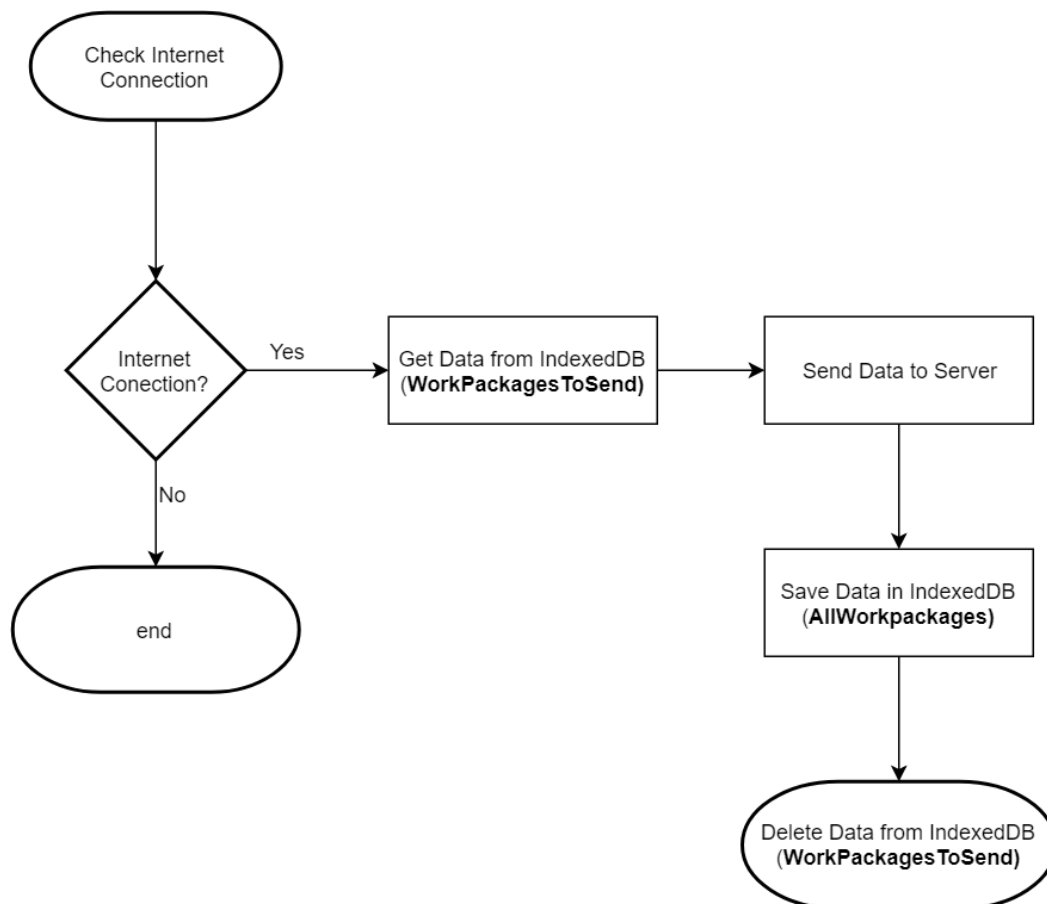 Check Internet
Connection
Internet
Conection?
Yes
Get Data from IndexedDB
(WorkPackagesToSend)
Send Data to Server
No
Save Data in IndexedDB
(AllWorkpackages)
end
Delete Data from IndexedDB
(WorkPackagesToSend)